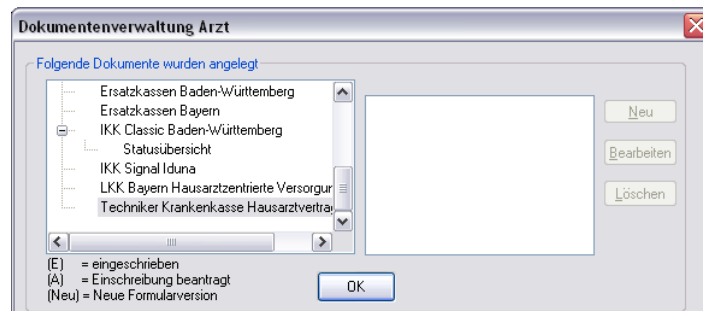 Dokumentenverwaltung Arzt
Folgende Dokumente wurden angelegt
Ersatzkassen Baden-Württemberg
Ersatzkassen Bayern
IKK Classic Baden-Württemberg
Statusübersicht
IKK Signal Iduna
LKK Bayern Hausarztzentrierte Versorgur
Techniker Krankenkasse Hausarztvertra
Neu
Bearbeiten
Löschen
(E) = eingeschrieben
(A) = Einschreibung beantragt
(Neu) = Neue Formularversion
OK